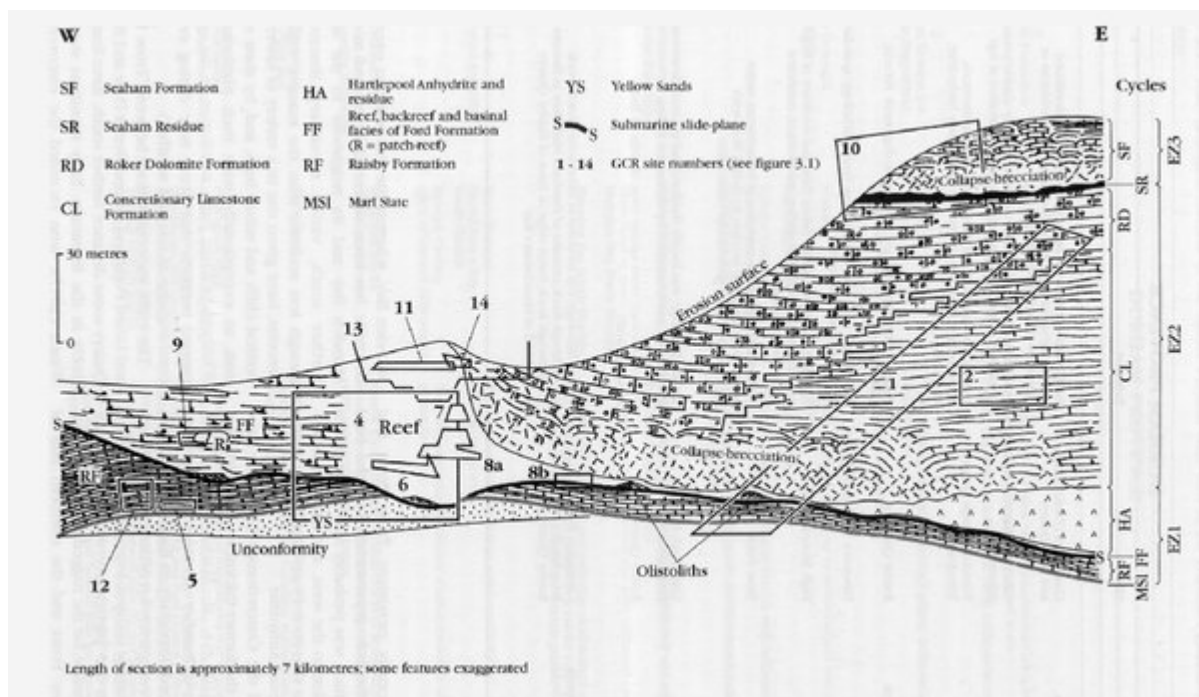 W
E
SF Seaham Formation
SR Seaham Residue
RD Roker Dolomite Formation
CL Concretionary Limestone
Formation
HA Hartlepool Anhydrite and
residue
FF Reef, backreef and basinal
facies of Ford Formation
(R = patch-reef)
RF Raisby Formation
MSl Marl Slate
YS Yellow Sands
S S Submarine slide-plane
1 - 14 GCR site numbers (see figure 3.1)
Cycles
30 metres
0
10
SF
EZ3
Collapse-brecciation
SR
RD
Erosion surface
11
14
13
9
EZ2
CL
1
2.
4
7
Reef
FF
R
S
RF
8a
8b
Collapse-brecciation
6
YS
HA
EZ1
Unconformity
12
5
Olistoliths
S
FF
RF
MSl
Length of section is approximately 7 kilometres; some features exaggerated